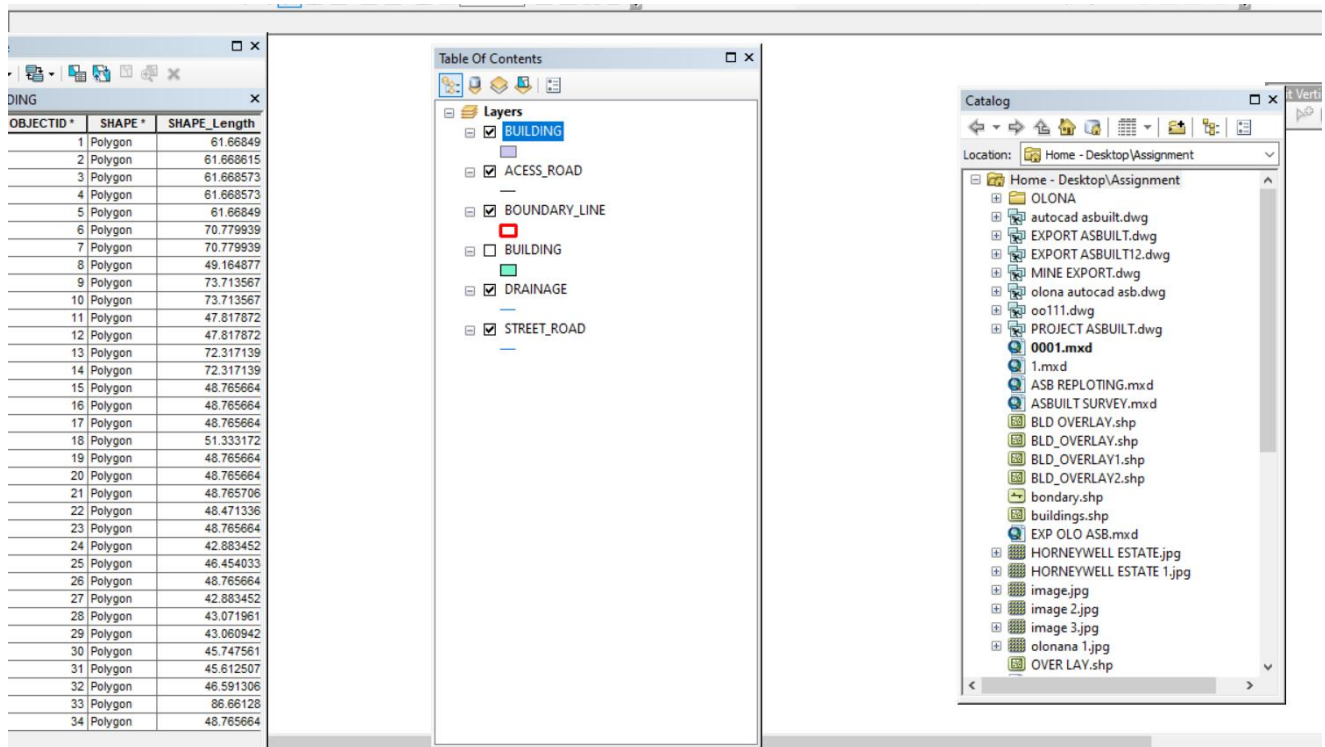 DING
OBJECTID * SHAPE * SHAPE_Length
1 Polygon 61.66849
2 Polygon 61.668615
3 Polygon 61.668573
4 Polygon 61.668573
5 Polygon 61.66849
6 Polygon 70.779939
7 Polygon 70.779939
8 Polygon 49.164877
9 Polygon 73.713567
10 Polygon 73.713567
11 Polygon 47.817872
12 Polygon 47.817872
13 Polygon 72.317139
14 Polygon 72.317139
15 Polygon 48.765664
16 Polygon 48.765664
17 Polygon 48.765664
18 Polygon 51.333172
19 Polygon 48.765664
20 Polygon 48.765664
21 Polygon 48.765706
22 Polygon 48.471336
23 Polygon 48.765664
24 Polygon 42.883452
25 Polygon 46.454033
26 Polygon 48.765664
27 Polygon 42.883452
28 Polygon 43.071961
29 Polygon 43.060942
30 Polygon 45.747561
31 Polygon 45.612507
32 Polygon 46.591306
33 Polygon 86.66128
34 Polygon 48.765664
Table Of Contents
Layers
BUILDING
ACESS_ROAD
BOUNDARY_LINE
BUILDING
DRAINAGE
STREET_ROAD
Catalog
Location: Home - Desktop\Assignment
Home - Desktop\Assignment
OLONA
autocad asbuilt.dwg
EXPORT ASBUILT.dwg
EXPORT ASBUILT12.dwg
MINE EXPORT.dwg
olona autocad asb.dwg
oo111.dwg
PROJECT ASBUILT.dwg
0001.mxd
1.mxd
ASB REPLOTING.mxd
ASBUILT SURVEY.mxd
BLD OVERLAY.shp
BLD_OVERLAY.shp
BLD_OVERLAY1.shp
BLD_OVERLAY2.shp
bondary.shp
buildings.shp
EXP OLO ASB.mxd
HORNEYWELL ESTATE.jpg
HORNEYWELL ESTATE 1.jpg
image.jpg
image 2.jpg
image 3.jpg
olonana 1.jpg
OVER LAY.shp
it Verti